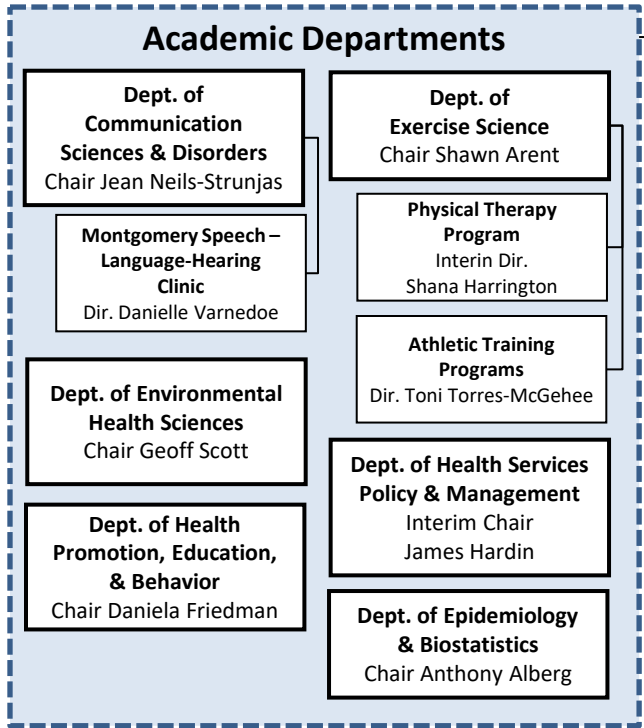 Academic Departments
Dept. of
Communication
Sciences & Disorders
Chair Jean Neils-Strunjas
Montgomery Speech –
Language-Hearing
Clinic
Dir. Danielle Varnedoe
Dept. of Environmental
Health Sciences
Chair Geoff Scott
Dept. of Health
Promotion, Education,
& Behavior
Chair Daniela Friedman
Dept. of
Exercise Science
Chair Shawn Arent
Physical Therapy
Program
Interin Dir.
Shana Harrington
Athletic Training
Programs
Dir. Toni Torres-McGehee
Dept. of Health Services
Policy & Management
Interim Chair
James Hardin
Dept. of Epidemiology
& Biostatistics
Chair Anthony Alberg